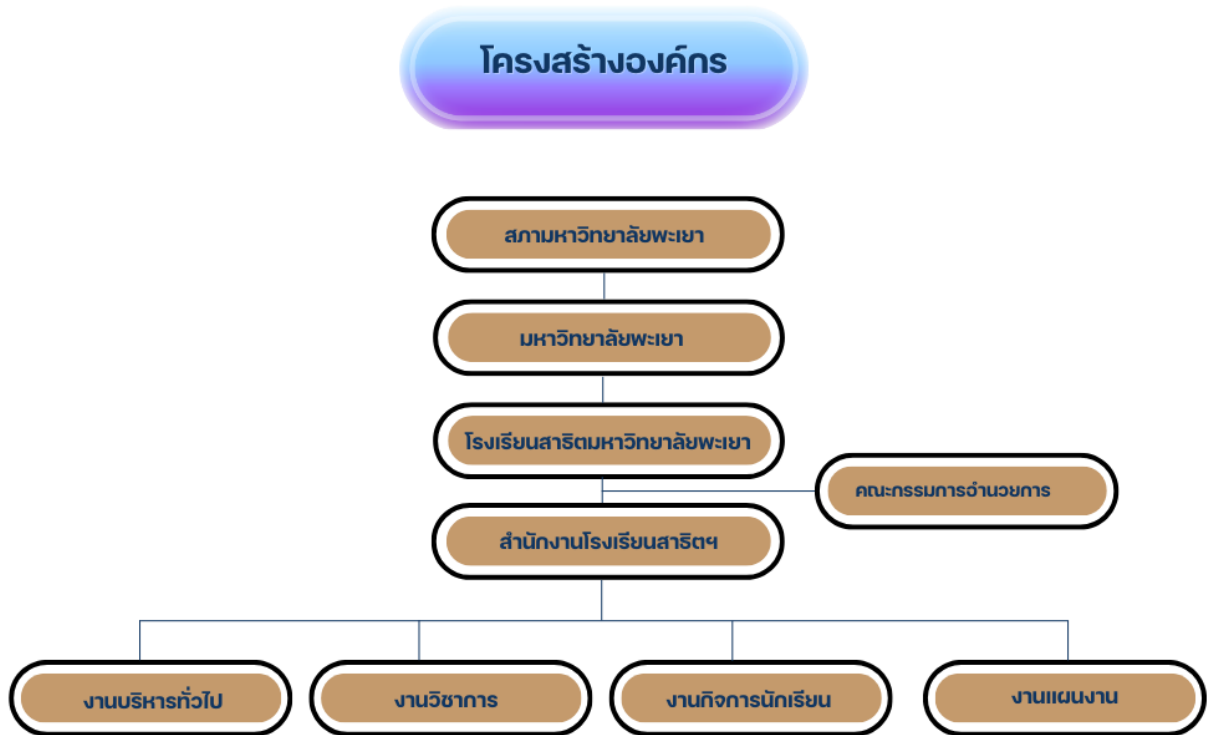 โครงสร้างองค์กร
สภามหาวิทยาลัยพะเยา
มหาวิทยาลัยพะเยา
โรงเรียนสาธิตมหาวิทยาลัยพะเยา
คณะกรรมการอำนวยการ
สำนักงานโรงเรียนสาธิตฯ
งานบริหารทั่วไป
งานวิชาการ
งานกิจการนักเรียน
งานแผนงาน